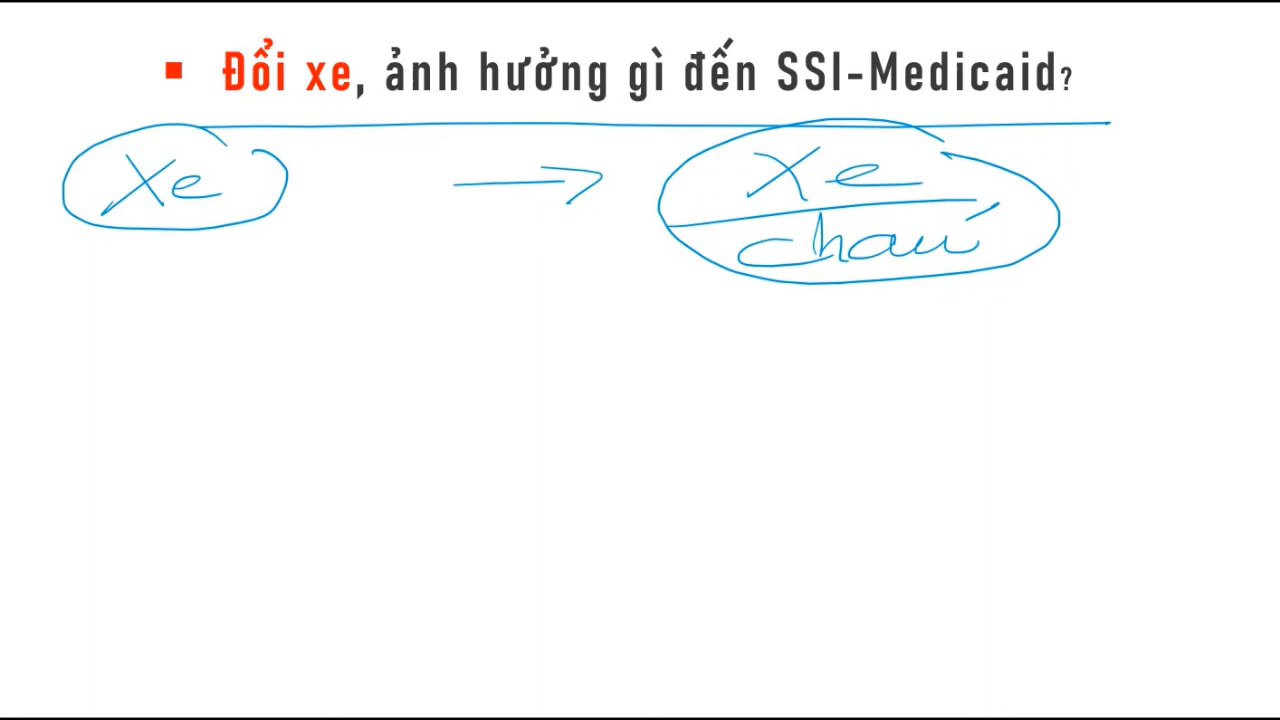 ▪ Đổi xe, ảnh hưởng gì đến SSI-Medicaid?
Xe → Xe
cháu